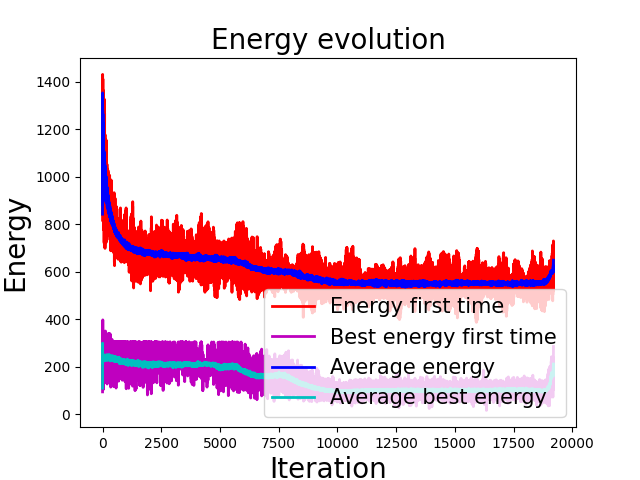 Energy evolution
Energy
1400
1200
1000
800
600
400
200
0
Energy first time
Best energy first time
Average energy
Average best energy
0 2500 5000 7500 10000 12500 15000 17500 20000
Iteration